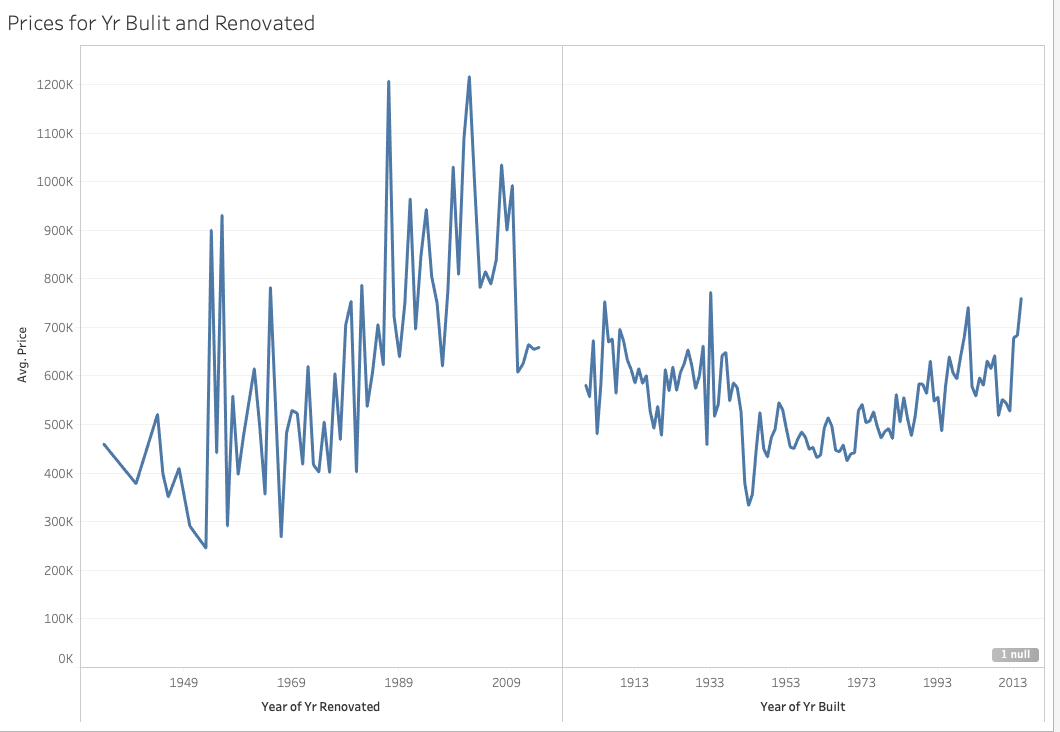 Prices for Yr Bulit and Renovated
1200K
1100K
1000K
900K
800K
700K
600K
500K
400K
300K
200K
100K
0K
Avg. Price
1 null
1949 1969 1989 2009 1913 1933 1953 1973 1993 2013
Year of Yr Renovated Year of Yr Built